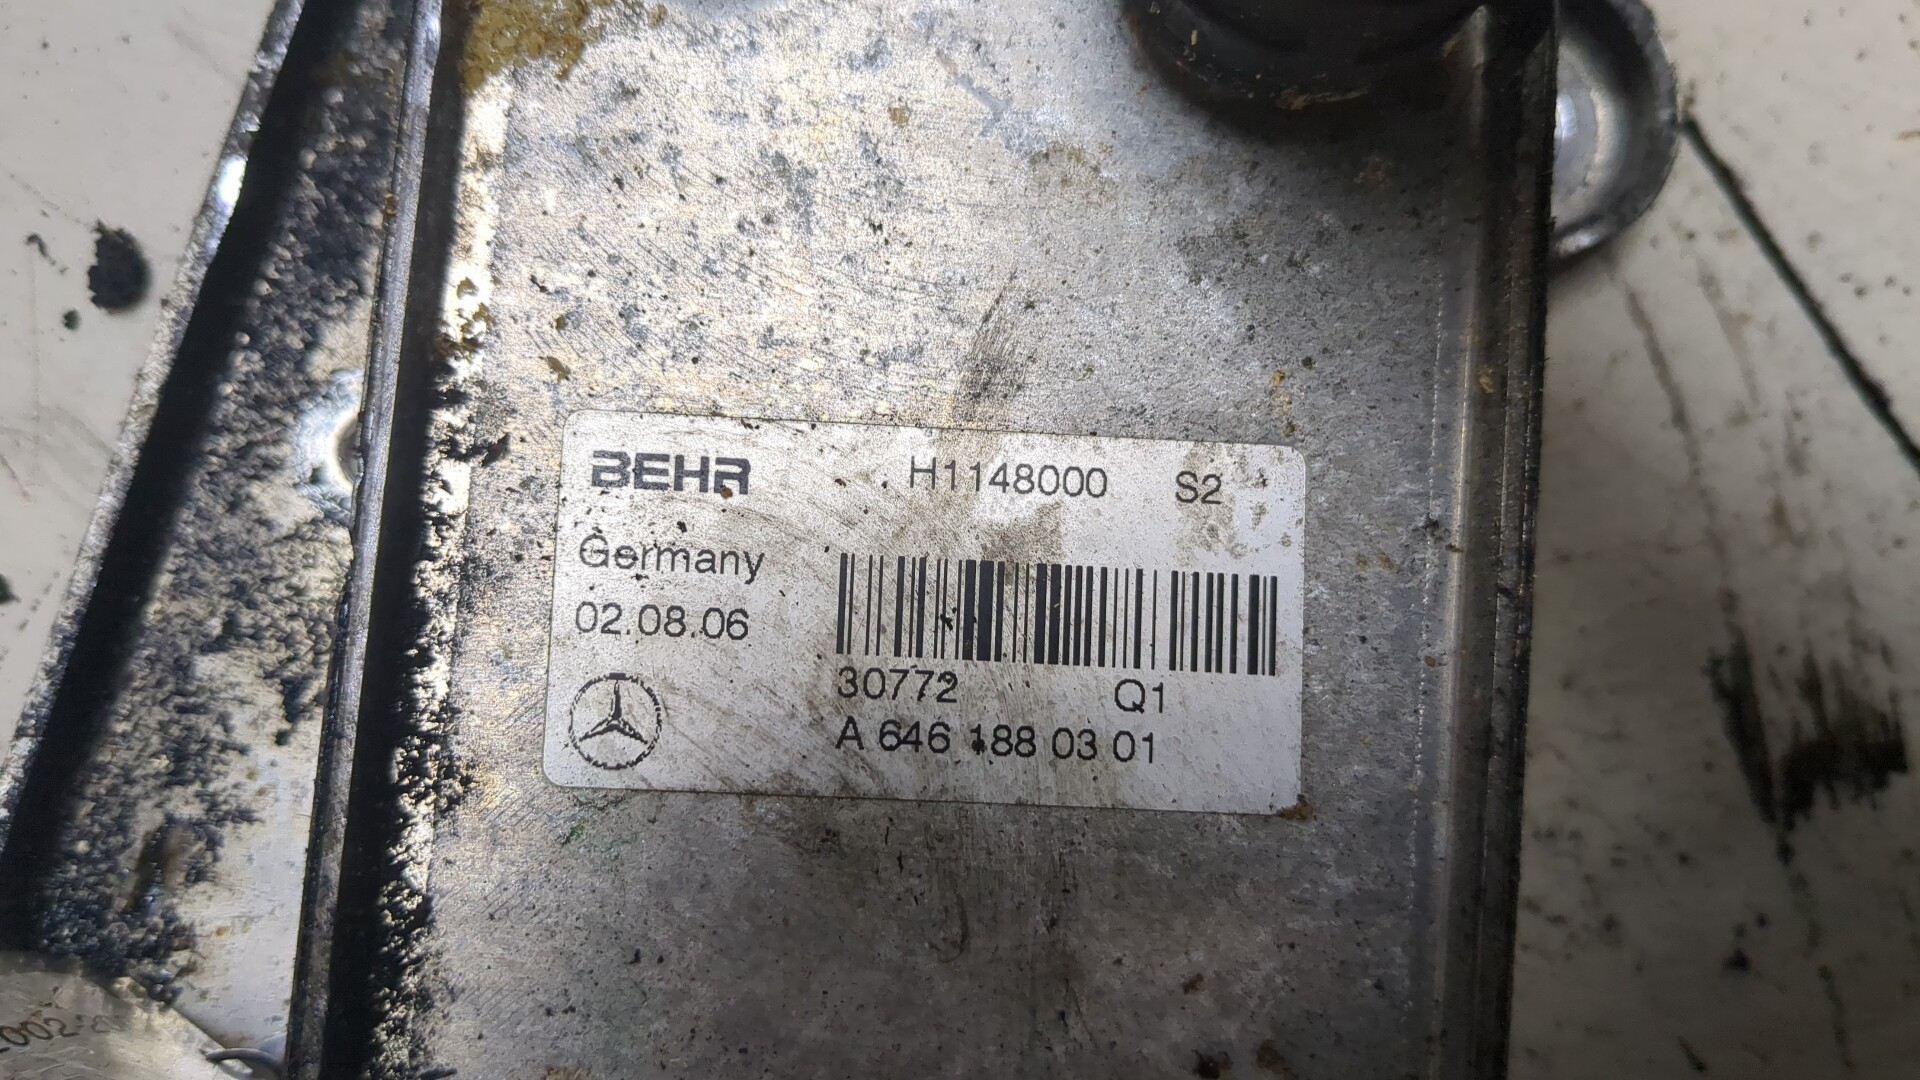 BEHR H1148000 S2
Germany
02.08.06
30772 Q1
A 646 188 03 01